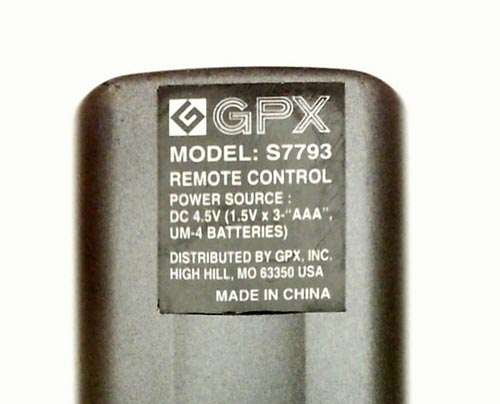 GPX
MODEL: S7793
REMOTE CONTROL
POWER SOURCE :
DC 4.5V (1.5V x 3-“AAA”,
UM-4 BATTERIES)
DISTRIBUTED BY GPX, INC.
HIGH HILL, MO 63350 USA
MADE IN CHINA